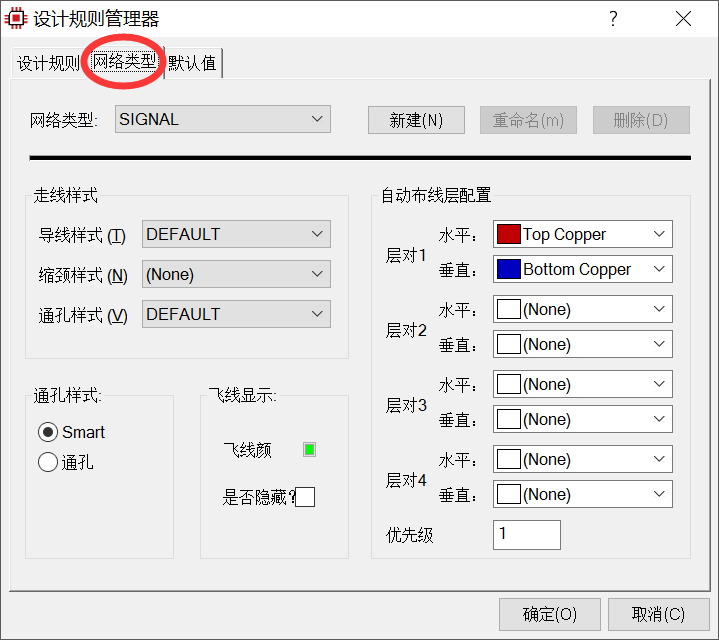 设计规则管理器
设计规则 网络类型 默认值
网络类型: SIGNAL 新建(N) 重命名(m) 删除(D)
走线样式
导线样式 (T) DEFAULT
缩颈样式 (N) (None)
通孔样式 (V) DEFAULT
通孔样式:
Smart
通孔
飞线显示:
飞线颜
是否隐藏?
自动布线层配置
层对1
水平: Top Copper
垂直: Bottom Copper
层对2
水平: (None)
垂直: (None)
层对3
水平: (None)
垂直: (None)
层对4
水平: (None)
垂直: (None)
优先级 1
确定(O) 取消(C)